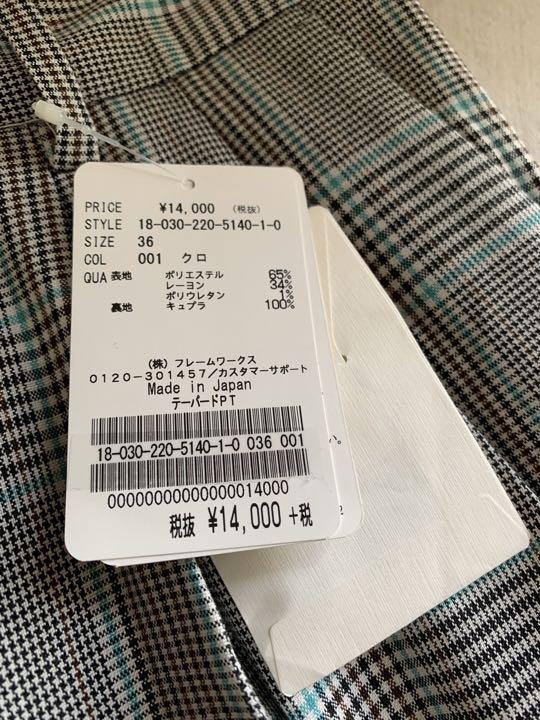 PRICE ¥14,000 (税抜)
STYLE 18-030-220-5140-1-0
SIZE 36
COL 001 クロ
QUA 表地 ポリエステル 65%
レーヨン 34%
ポリウレタン 1%
裏地 キュプラ 100%
(株) フレームワークス
0120-301457/カスタマーサポート
Made in Japan
テーパードPT
18-030-220-5140-1-0 036 001
00000000000000014000
税抜 ¥14,000 +税